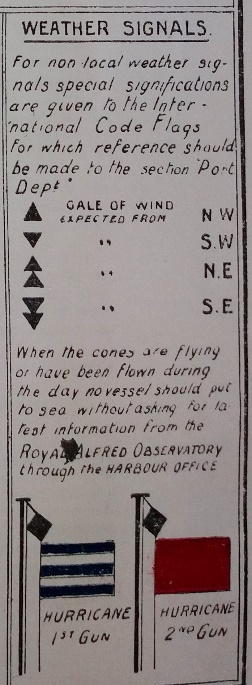 WEATHER SIGNALS.
For non local weather sig-
nals special significations
are given to the Inter-
national Code Flags
for which reference should
be made to the section "Port
Dept"
GALE OF WIND
EXPECTED FROM N W
" S.W
" N.E
" S.E
When the cones are flying
or have been flown during
the day no vessel should put
to sea without asking for la
test information from the
ROYAL ALFRED OBSERVATORY
through the HARBOUR OFFICE
HURRICANE
1ST GUN
HURRICANE
2ND GUN